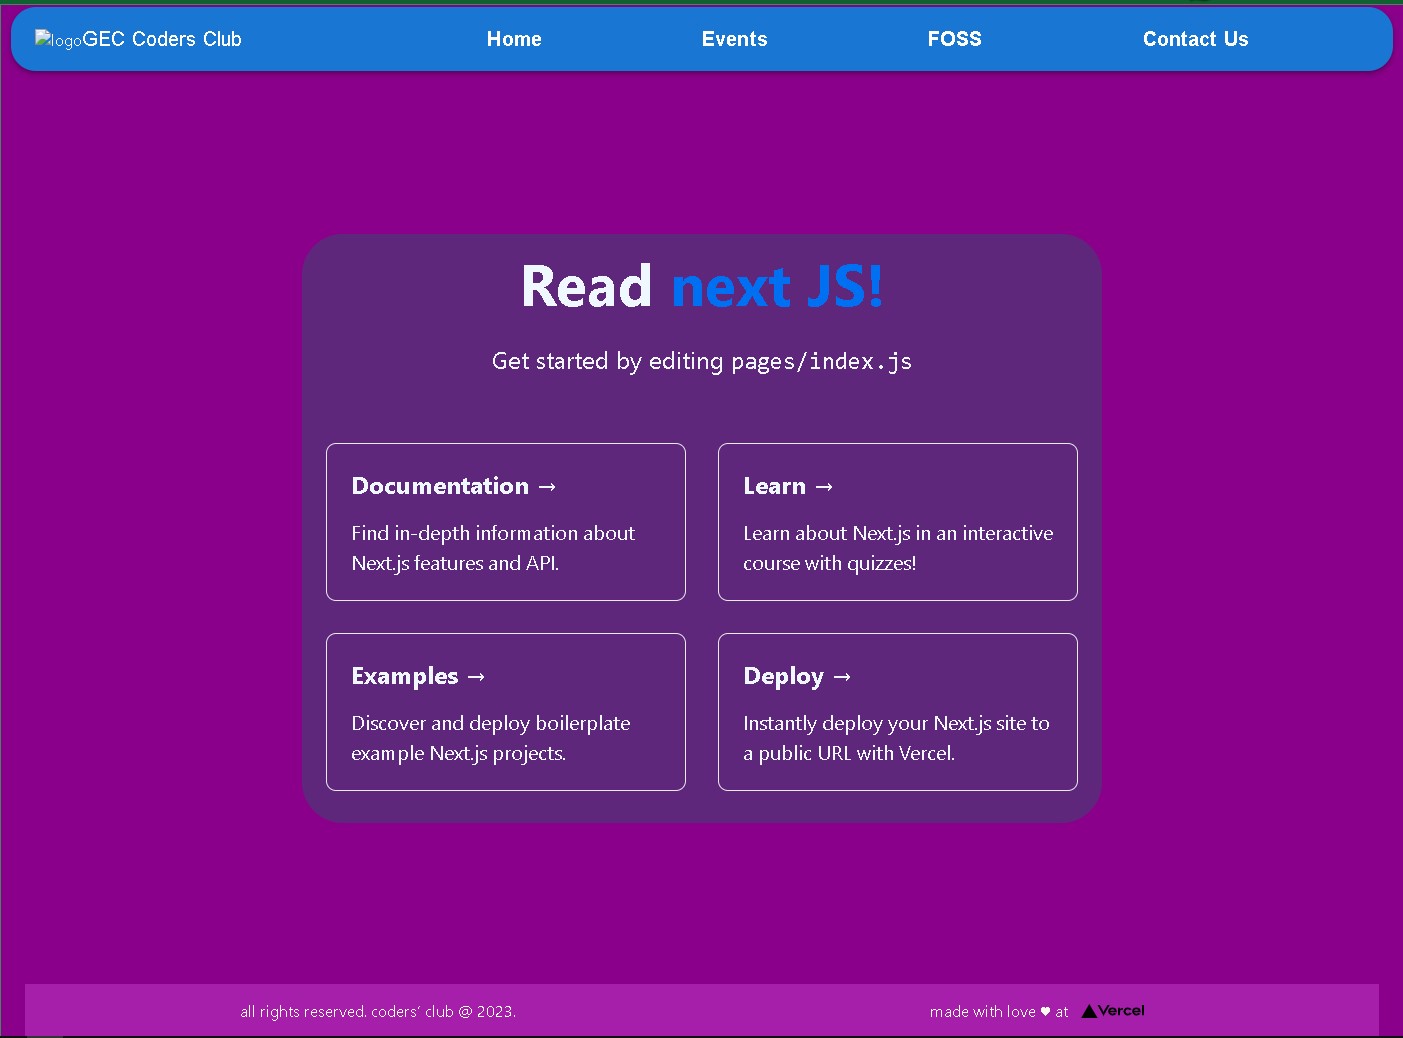 logoGEC Coders Club Home Events FOSS Contact Us
Read next JS!
Get started by editing pages/index.js
Documentation →
Find in-depth information about
Next.js features and API.
Learn →
Learn about Next.js in an interactive
course with quizzes!
Examples →
Discover and deploy boilerplate
example Next.js projects.
Deploy →
Instantly deploy your Next.js site to
a public URL with Vercel.
all rights reserved. coders' club @ 2023. made with love ♥ at ▲Vercel